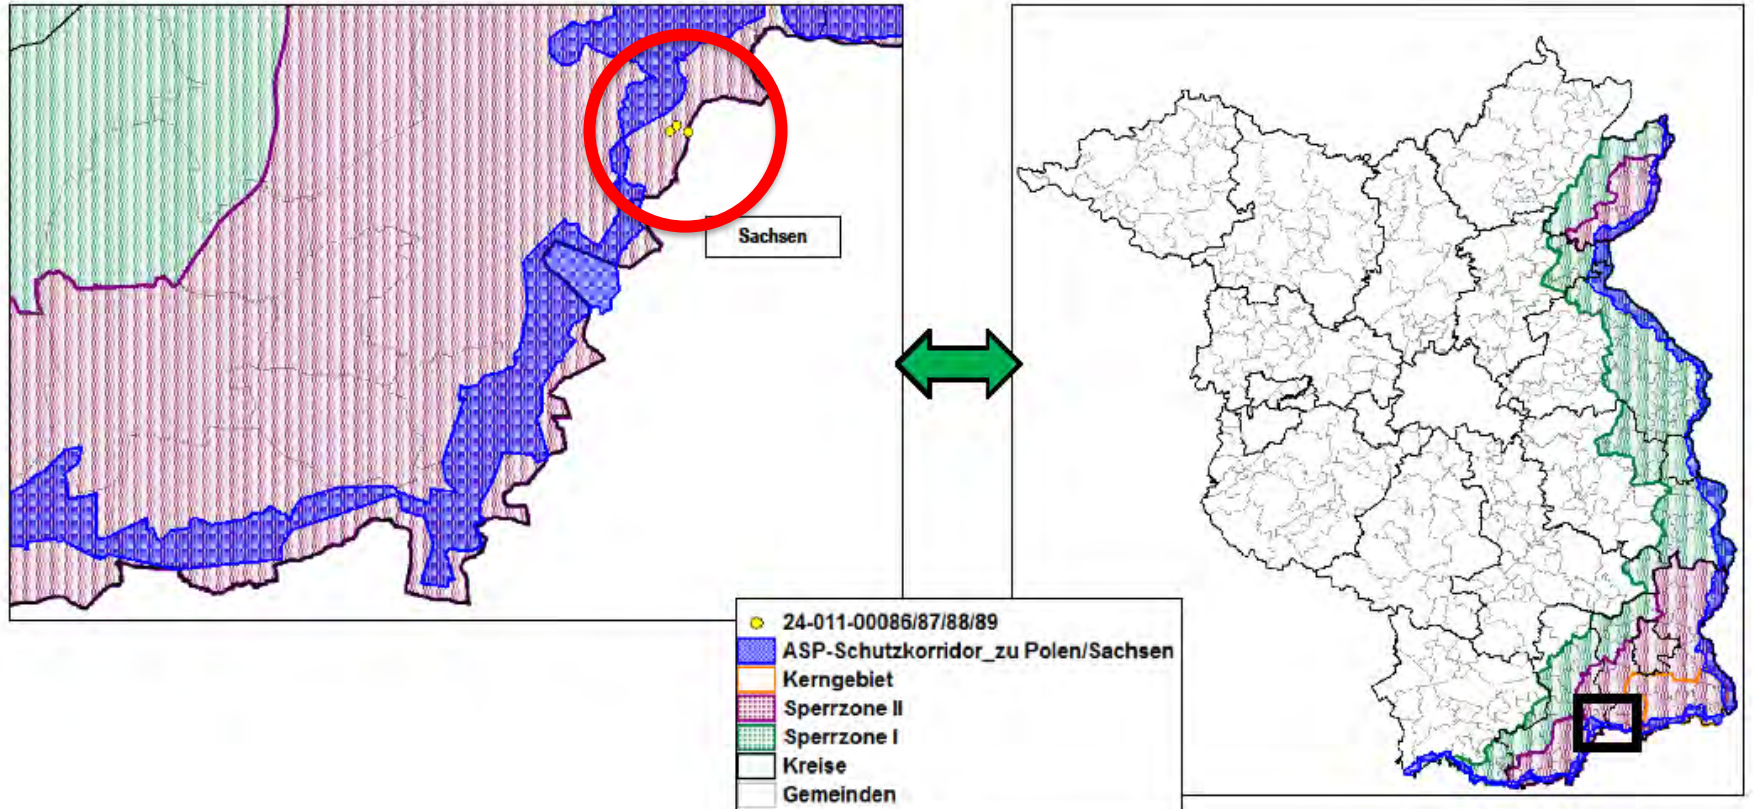 Sachsen
24-011-00086/87/88/89
ASP-Schutzkorridor_zu Polen/Sachsen
Kerngebiet
Sperrzone II
Sperrzone I
Kreise
Gemeinden